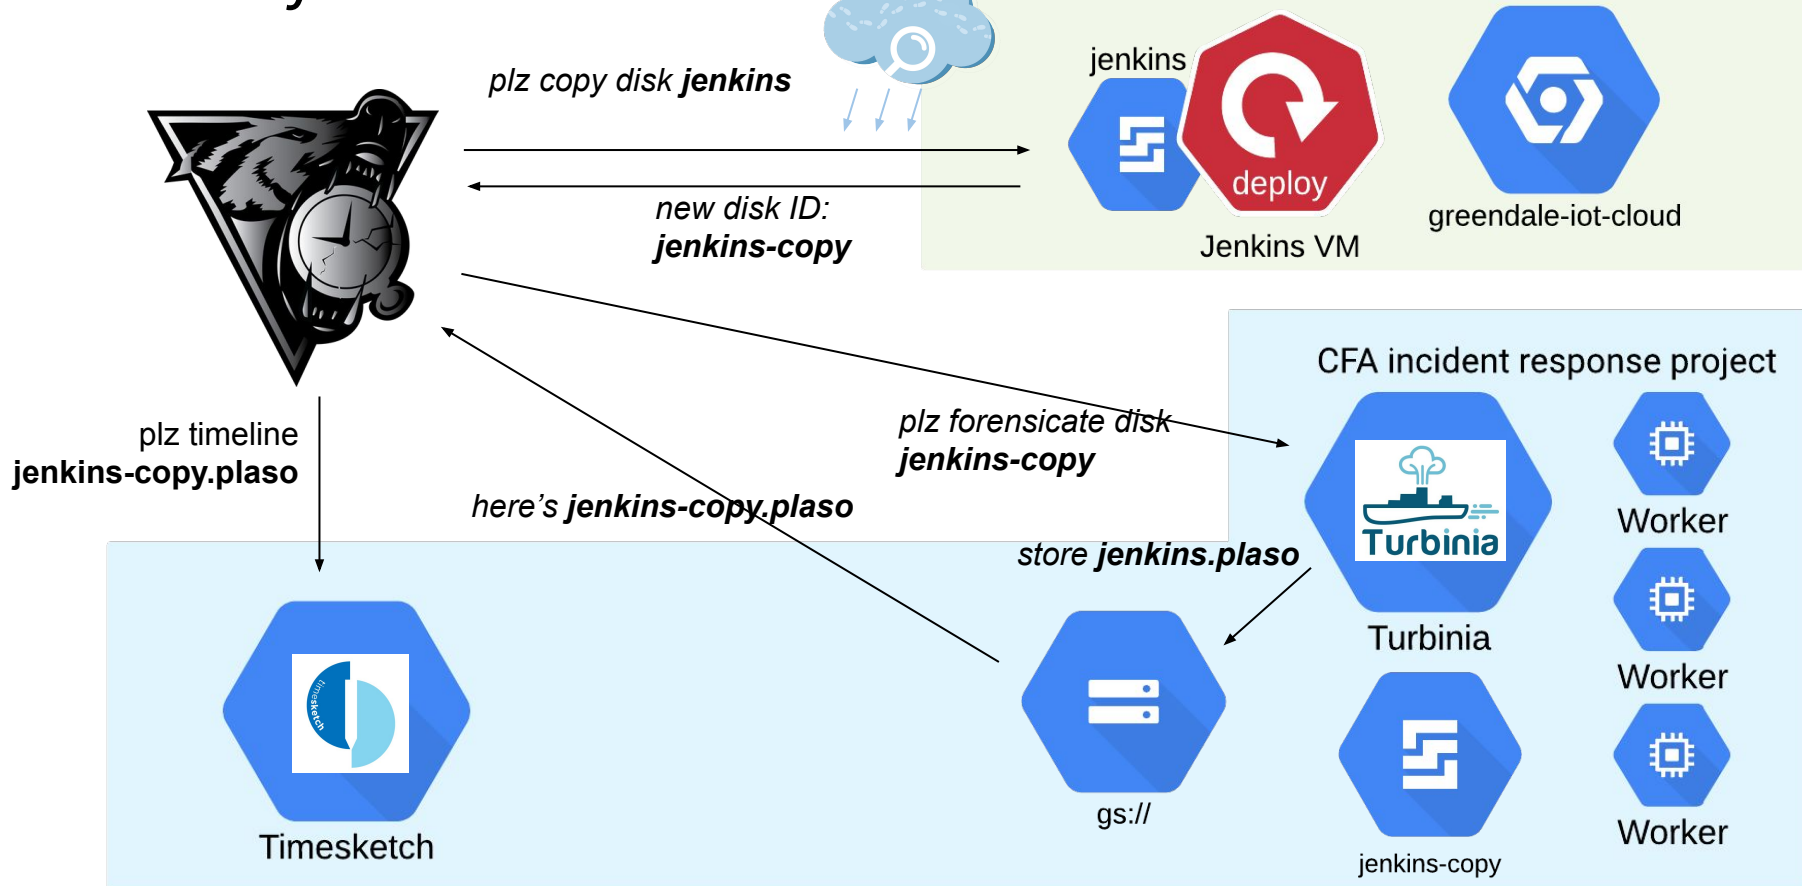 plz copy disk jenkins
new disk ID:
jenkins-copy
jenkins
deploy
Jenkins VM
greendale-iot-cloud
plz forensicate disk
jenkins-copy
here’s jenkins-copy.plaso
plz timeline
jenkins-copy.plaso
store jenkins.plaso
CFA incident response project
Turbinia
Turbinia
Worker
Worker
Worker
timesketch
Timesketch
gs://
jenkins-copy